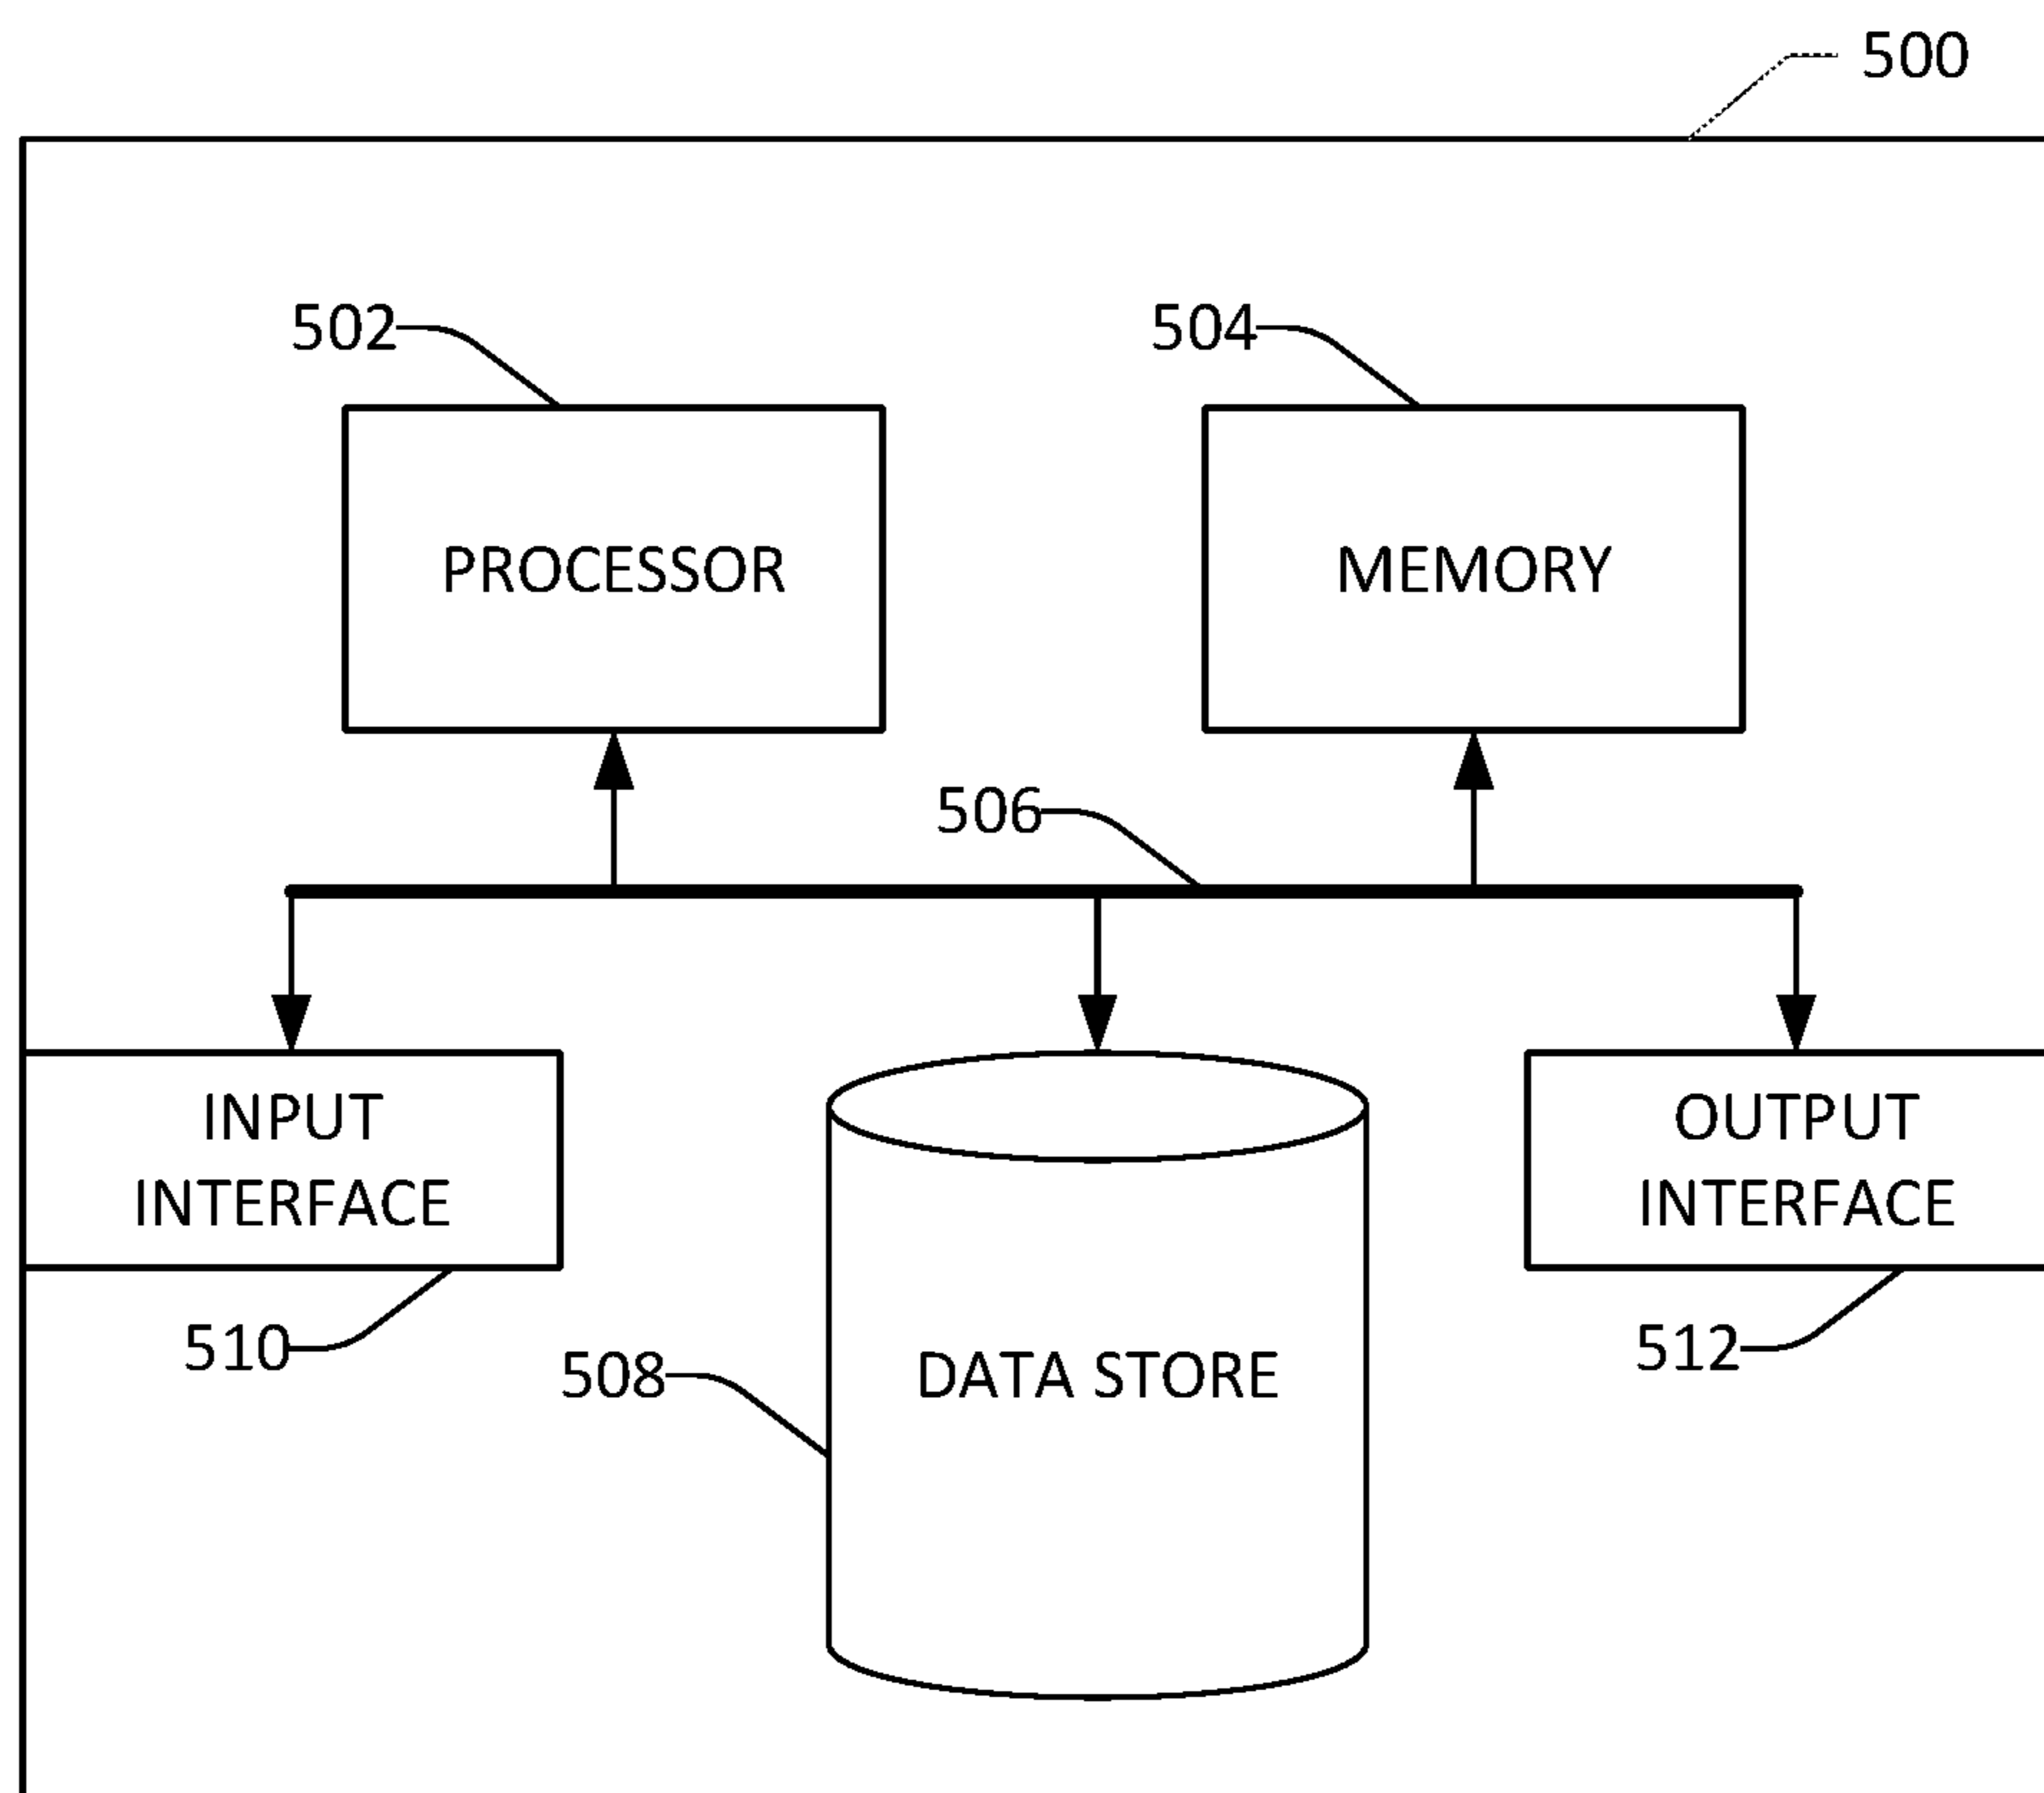 500
502
504
PROCESSOR
MEMORY
506
INPUT
INTERFACE
OUTPUT
INTERFACE
510
508
DATA STORE
512